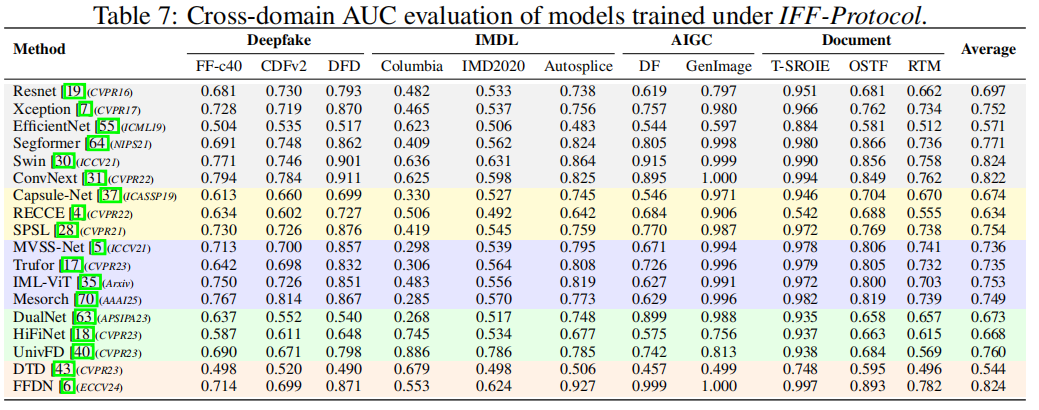 Table 7: Cross-domain AUC evaluation of models trained under IFF-Protocol.
Method Deepfake IMDL AIGC Document Average
FF-c40 CDFv2 DFD Columbia IMD2020 Autosplice DF GenImage T-SROIE OSTF RTM
Resnet [19] (CVPR16) 0.681 0.730 0.793 0.482 0.533 0.738 0.619 0.797 0.951 0.681 0.662 0.697
Xception [7] (CVPR17) 0.728 0.719 0.870 0.465 0.537 0.756 0.757 0.980 0.966 0.762 0.734 0.752
EfficientNet [55] (ICML19) 0.504 0.535 0.517 0.623 0.506 0.483 0.544 0.597 0.884 0.581 0.512 0.571
Segformer [64] (NIPS21) 0.691 0.748 0.862 0.409 0.562 0.824 0.805 0.998 0.980 0.866 0.736 0.771
Swin [30] (ICCV21) 0.771 0.746 0.901 0.636 0.631 0.864 0.915 0.999 0.990 0.856 0.758 0.824
ConvNext [31] (CVPR22) 0.794 0.784 0.911 0.625 0.598 0.825 0.895 1.000 0.994 0.849 0.762 0.822
Capsule-Net [37] (ICASSP19) 0.613 0.660 0.699 0.330 0.527 0.745 0.546 0.971 0.946 0.704 0.670 0.674
RECCE [4] (CVPR22) 0.634 0.602 0.727 0.506 0.492 0.642 0.684 0.906 0.542 0.688 0.555 0.634
SPSL [28] (CVPR21) 0.730 0.726 0.876 0.419 0.545 0.759 0.770 0.987 0.972 0.769 0.738 0.754
MVSS-Net [5] (ICCV21) 0.713 0.700 0.857 0.298 0.539 0.795 0.671 0.994 0.978 0.806 0.741 0.736
Trufor [17] (CVPR23) 0.642 0.698 0.832 0.306 0.564 0.808 0.726 0.996 0.979 0.805 0.732 0.735
IML-ViT [35] (Arxiv) 0.750 0.726 0.851 0.483 0.556 0.819 0.627 0.991 0.972 0.800 0.703 0.753
Mesorch [70] (AAAI25) 0.767 0.814 0.867 0.285 0.570 0.773 0.629 0.996 0.982 0.819 0.739 0.749
DualNet [63] (APSIPA23) 0.637 0.552 0.540 0.268 0.517 0.748 0.899 0.988 0.935 0.658 0.657 0.673
HiFiNet [18] (CVPR23) 0.587 0.611 0.648 0.745 0.534 0.677 0.575 0.756 0.937 0.663 0.615 0.668
UnivFD [40] (CVPR23) 0.690 0.671 0.798 0.886 0.786 0.785 0.742 0.813 0.938 0.684 0.569 0.760
DTD [43] (CVPR23) 0.498 0.520 0.490 0.679 0.498 0.506 0.457 0.499 0.748 0.595 0.496 0.544
FFDN [6] (ECCV24) 0.714 0.699 0.871 0.553 0.624 0.927 0.999 1.000 0.997 0.893 0.782 0.824